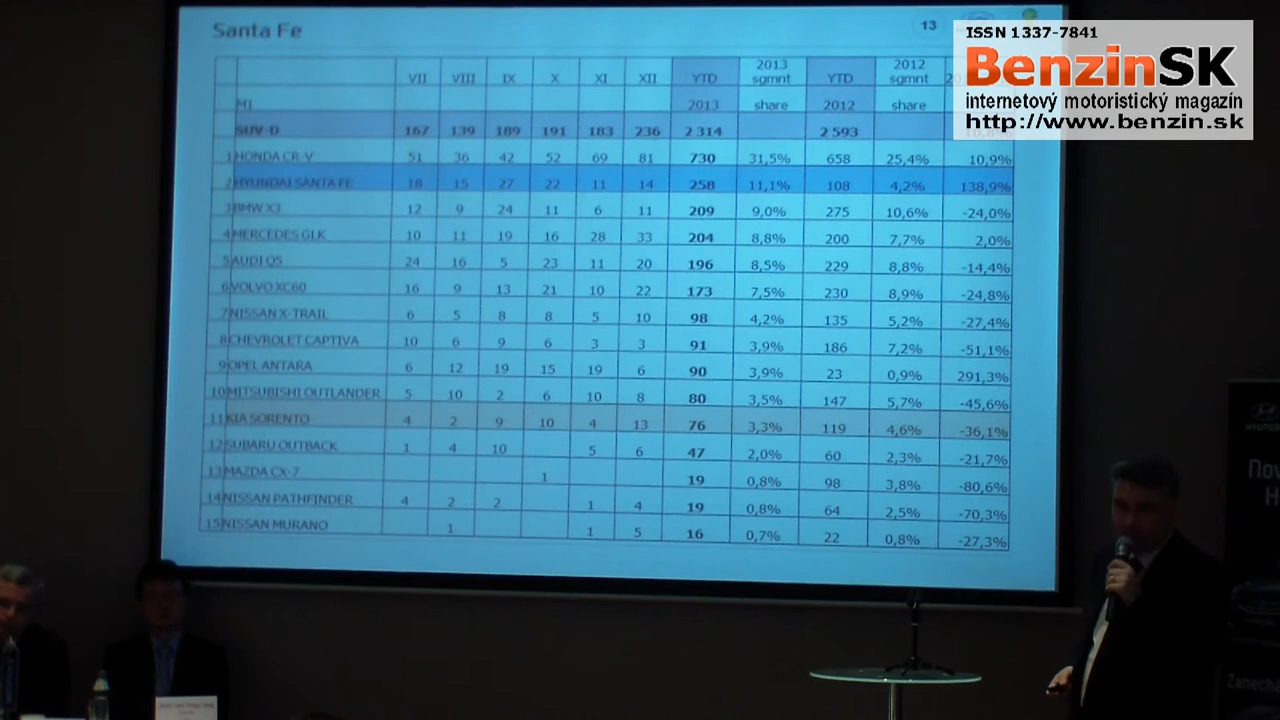 Santa Fe
13
ISSN 1337-7841
BenzinSK
internetový motoristický magazín
http://www.benzin.sk
VII VIII IX X XI XII YTD 2013 sgmnt YTD 2012 sgmnt
M1 2013 share 2012 share
SUV-D 167 139 189 191 183 236 2 314 2 593
1 HONDA CR-V 51 36 42 52 69 81 730 31,5% 658 25,4% 10,9%
2 HYUNDAI SANTA FE 18 15 27 22 11 14 258 11,1% 108 4,2% 138,9%
3 BMW X3 12 9 24 11 6 11 209 9,0% 275 10,6% -24,0%
4 MERCEDES GLK 10 11 19 16 28 33 204 8,8% 200 7,7% 2,0%
5 AUDI Q5 24 16 5 23 11 20 196 8,5% 229 8,8% -14,4%
6 VOLVO XC60 16 9 13 21 10 22 173 7,5% 230 8,9% -24,8%
7 NISSAN X-TRAIL 6 5 8 8 5 10 98 4,2% 135 5,2% -27,4%
8 CHEVROLET CAPTIVA 10 6 9 6 3 3 91 3,9% 186 7,2% -51,1%
9 OPEL ANTARA 6 12 19 15 19 6 90 3,9% 23 0,9% 291,3%
10 MITSUBISHI OUTLANDER 5 10 2 6 10 8 80 3,5% 147 5,7% -45,6%
11 KIA SORENTO 4 2 9 10 4 13 76 3,3% 119 4,6% -36,1%
12 SUBARU OUTBACK 1 4 10 5 6 47 2,0% 60 2,3% -21,7%
13 MAZDA CX-7 1 19 0,8% 98 3,8% -80,6%
14 NISSAN PATHFINDER 4 2 2 1 4 19 0,8% 64 2,5% -70,3%
15 NISSAN MURANO 1 1 5 16 0,7% 22 0,8% -27,3%